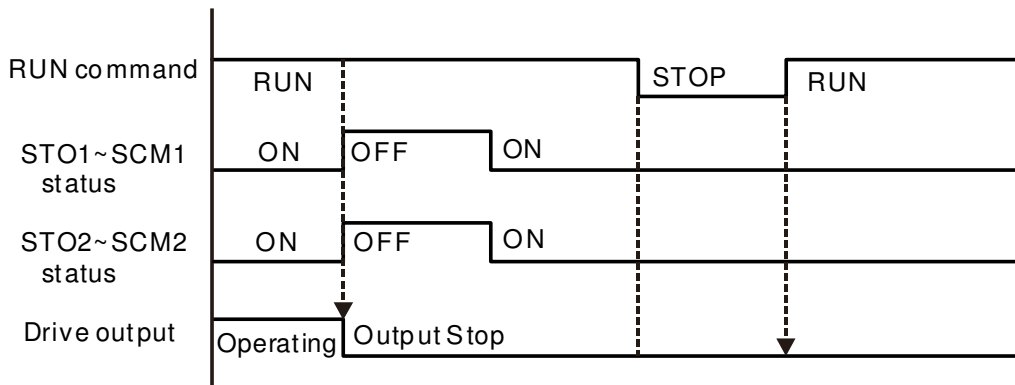 RUN command
RUN
STOP
RUN
STO1~SCM1
status
ON
OFF
ON
STO2~SCM2
status
ON
OFF
ON
Drive output
Operating
Output Stop